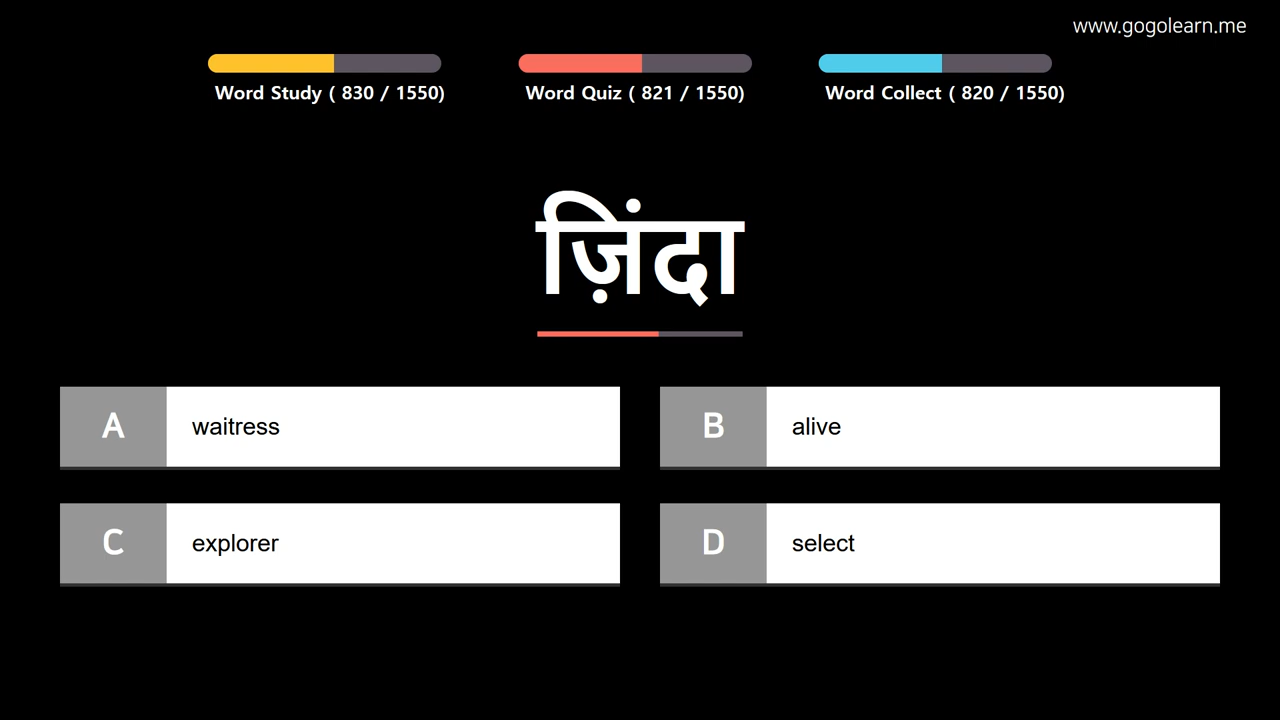 www.gogolearn.me
Word Study ( 830 / 1550)
Word Quiz ( 821 / 1550)
Word Collect ( 820 / 1550)
ज़िंदा
A waitress
B alive
C explorer
D select